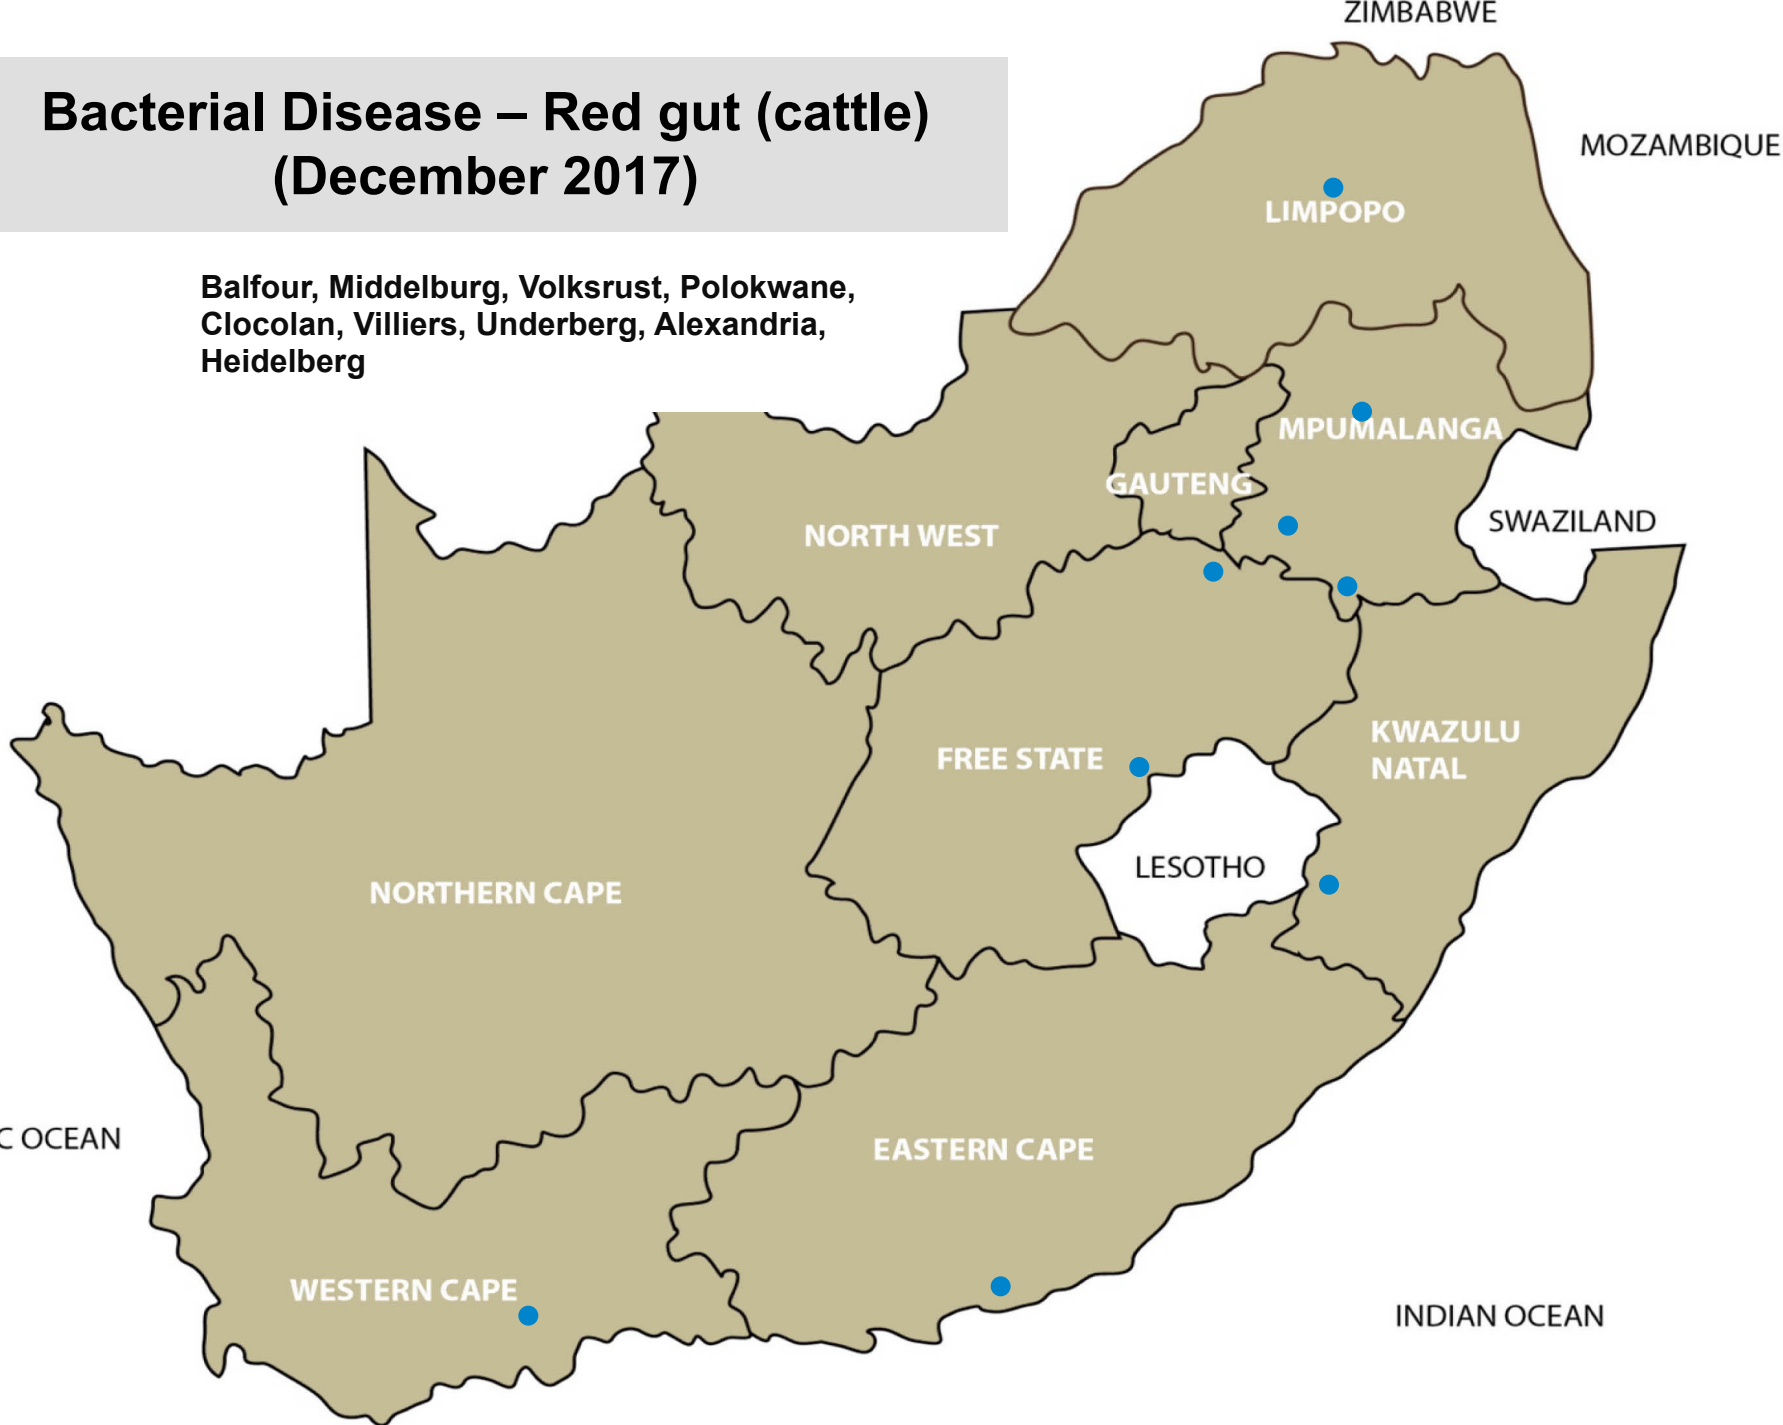 ZIMBABWE
Bacterial Disease – Red gut (cattle)
(December 2017)
MOZAMBIQUE
LIMPOPO
Balfour, Middelburg, Volksrust, Polokwane,
Clocolan, Villiers, Underberg, Alexandria,
Heidelberg
MPUMALANGA
GAUTENG
NORTH WEST
SWAZILAND
KWAZULU
NATAL
FREE STATE
LESOTHO
NORTHERN CAPE
C OCEAN
EASTERN CAPE
WESTERN CAPE
INDIAN OCEAN